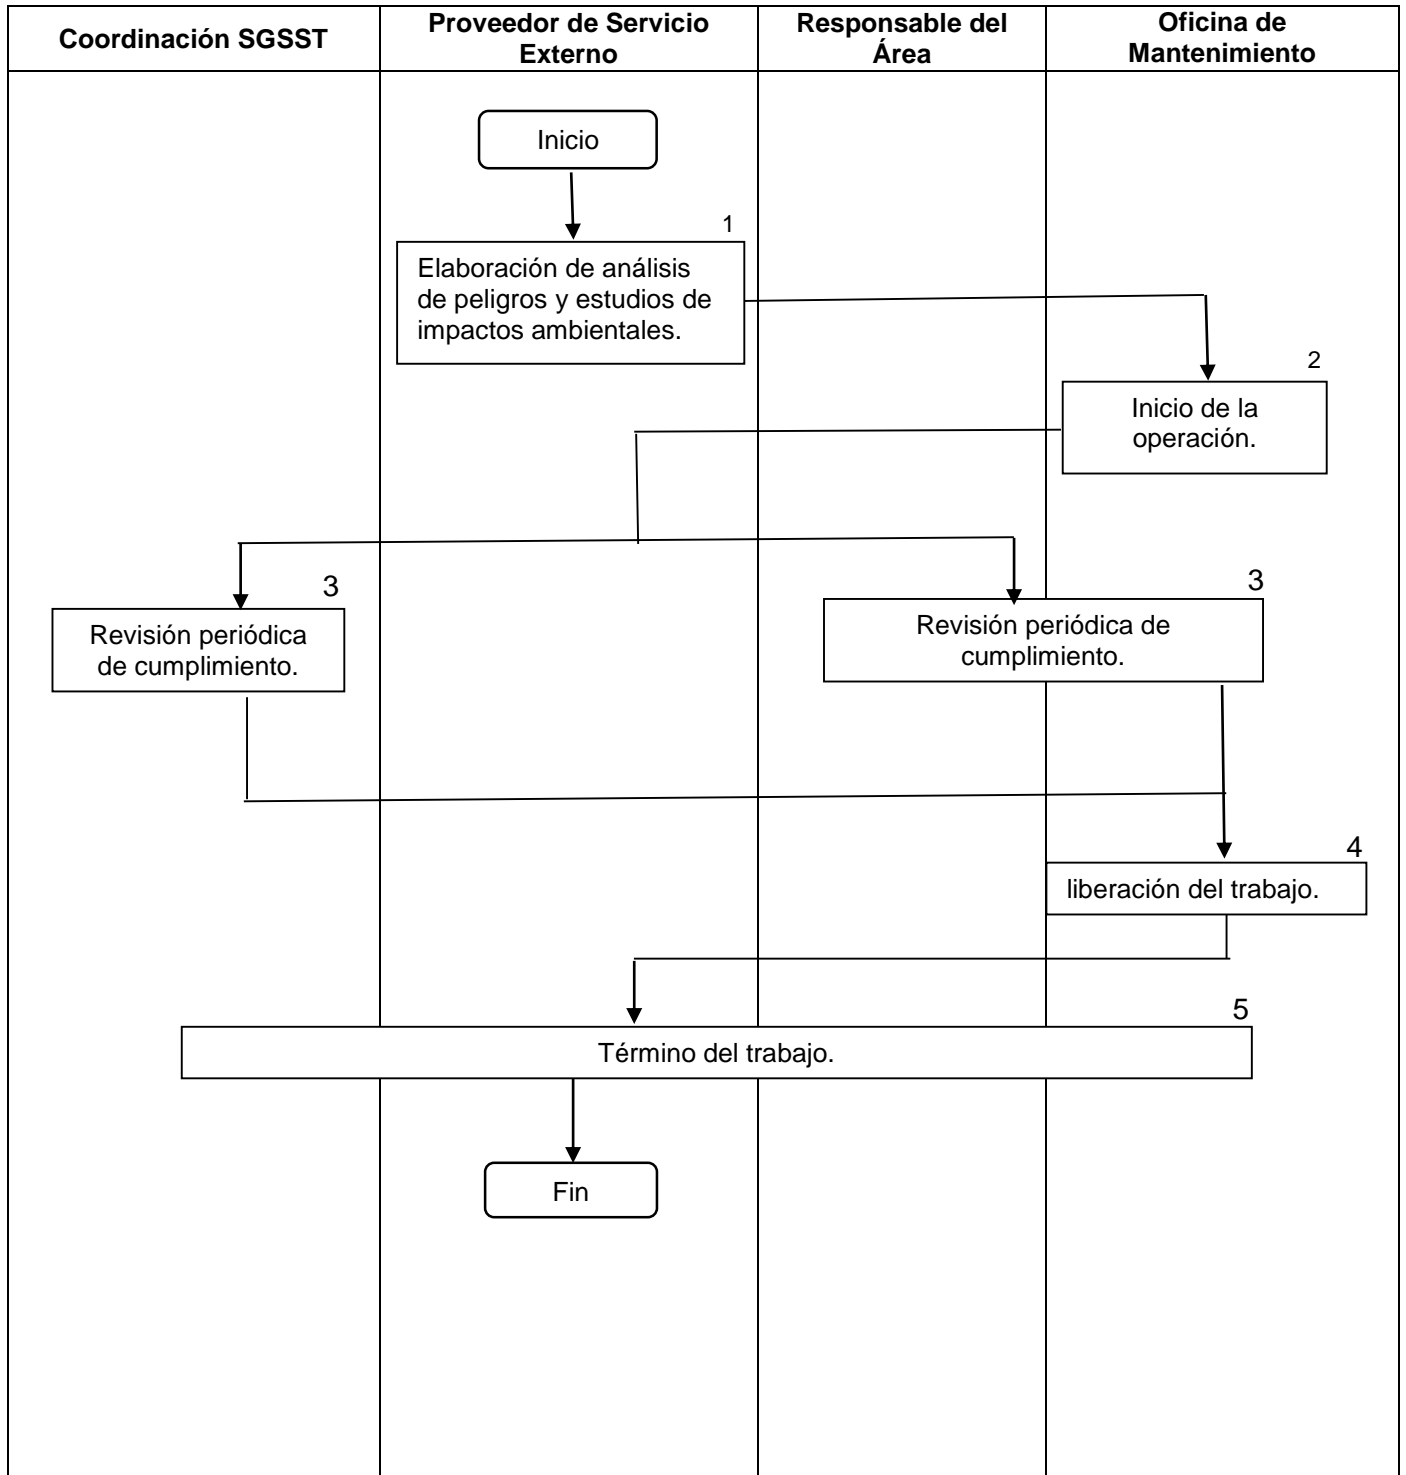 Coordinación SGSST
Proveedor de Servicio
Externo
Responsable del
Área
Oficina de
Mantenimiento
Inicio
1
Elaboración de análisis
de peligros y estudios de
impactos ambientales.
2
Inicio de la
operación.
3
Revisión periódica
de cumplimiento.
3
Revisión periódica de
cumplimiento.
4
liberación del trabajo.
5
Término del trabajo.
Fin